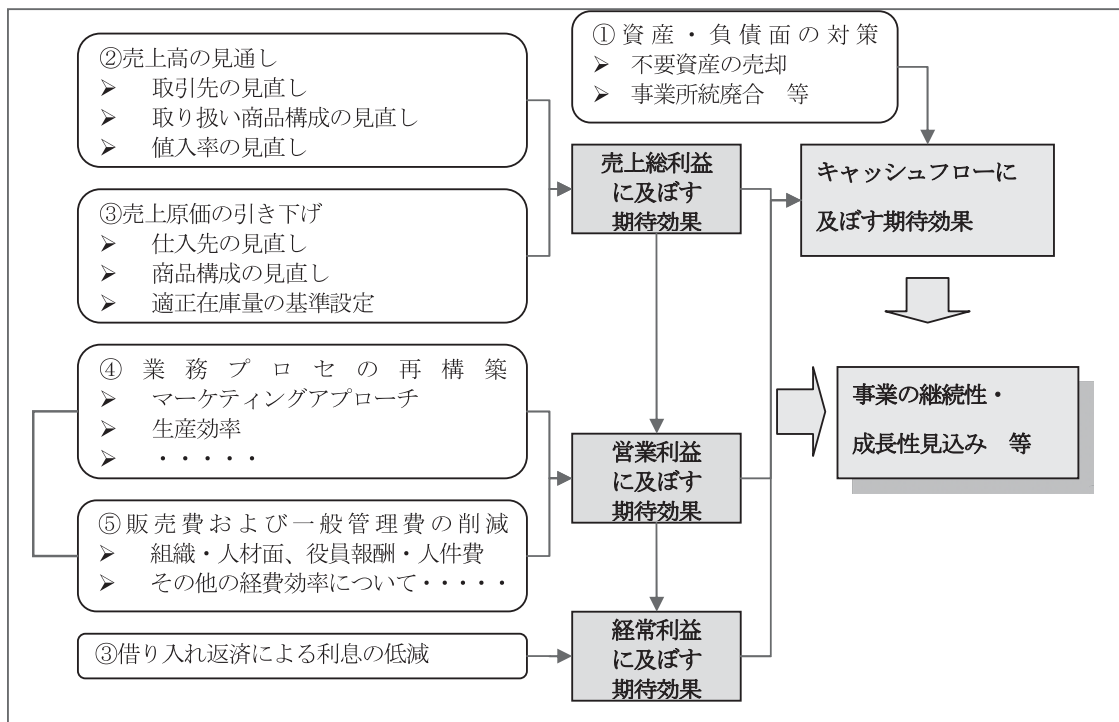 ①資産・負債面の対策
➢ 不要資産の売却
➢ 事業所統廃合　等
②売上高の見通し
➢ 取引先の見直し
➢ 取り扱い商品構成の見直し
➢ 値入率の見直し
③売上原価の引き下げ
➢ 仕入先の見直し
➢ 商品構成の見直し
➢ 適正在庫量の基準設定
売上総利益
に及ぼす
期待効果
キャッシュフローに
及ぼす期待効果
④業務プロセの再構築
➢ マーケティングアプローチ
➢ 生産効率
➢ ・・・・・
⑤販売費および一般管理費の削減
➢ 組織・人材面、役員報酬・人件費
➢ その他の経費効率について・・・・・
営業利益
に及ぼす
期待効果
事業の継続性・
成長性見込み　等
③借り入れ返済による利息の低減
経常利益
に及ぼす
期待効果